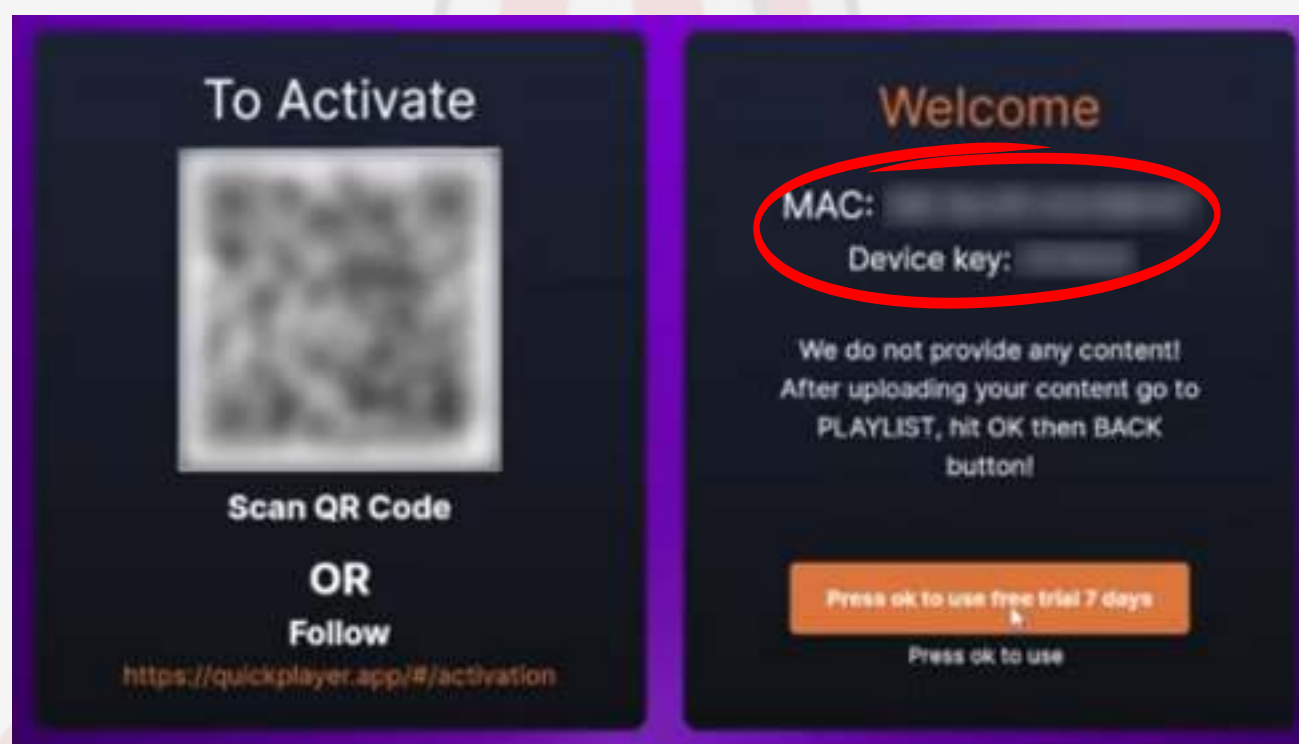 To Activate
Scan QR Code
OR
Follow
https://quickplayer.app/#/activation
Welcome
MAC:
Device key:
We do not provide any content!
After uploading your content go to
PLAYLIST, hit OK then BACK
button!
Press ok to use free trial 7 days
Press ok to use